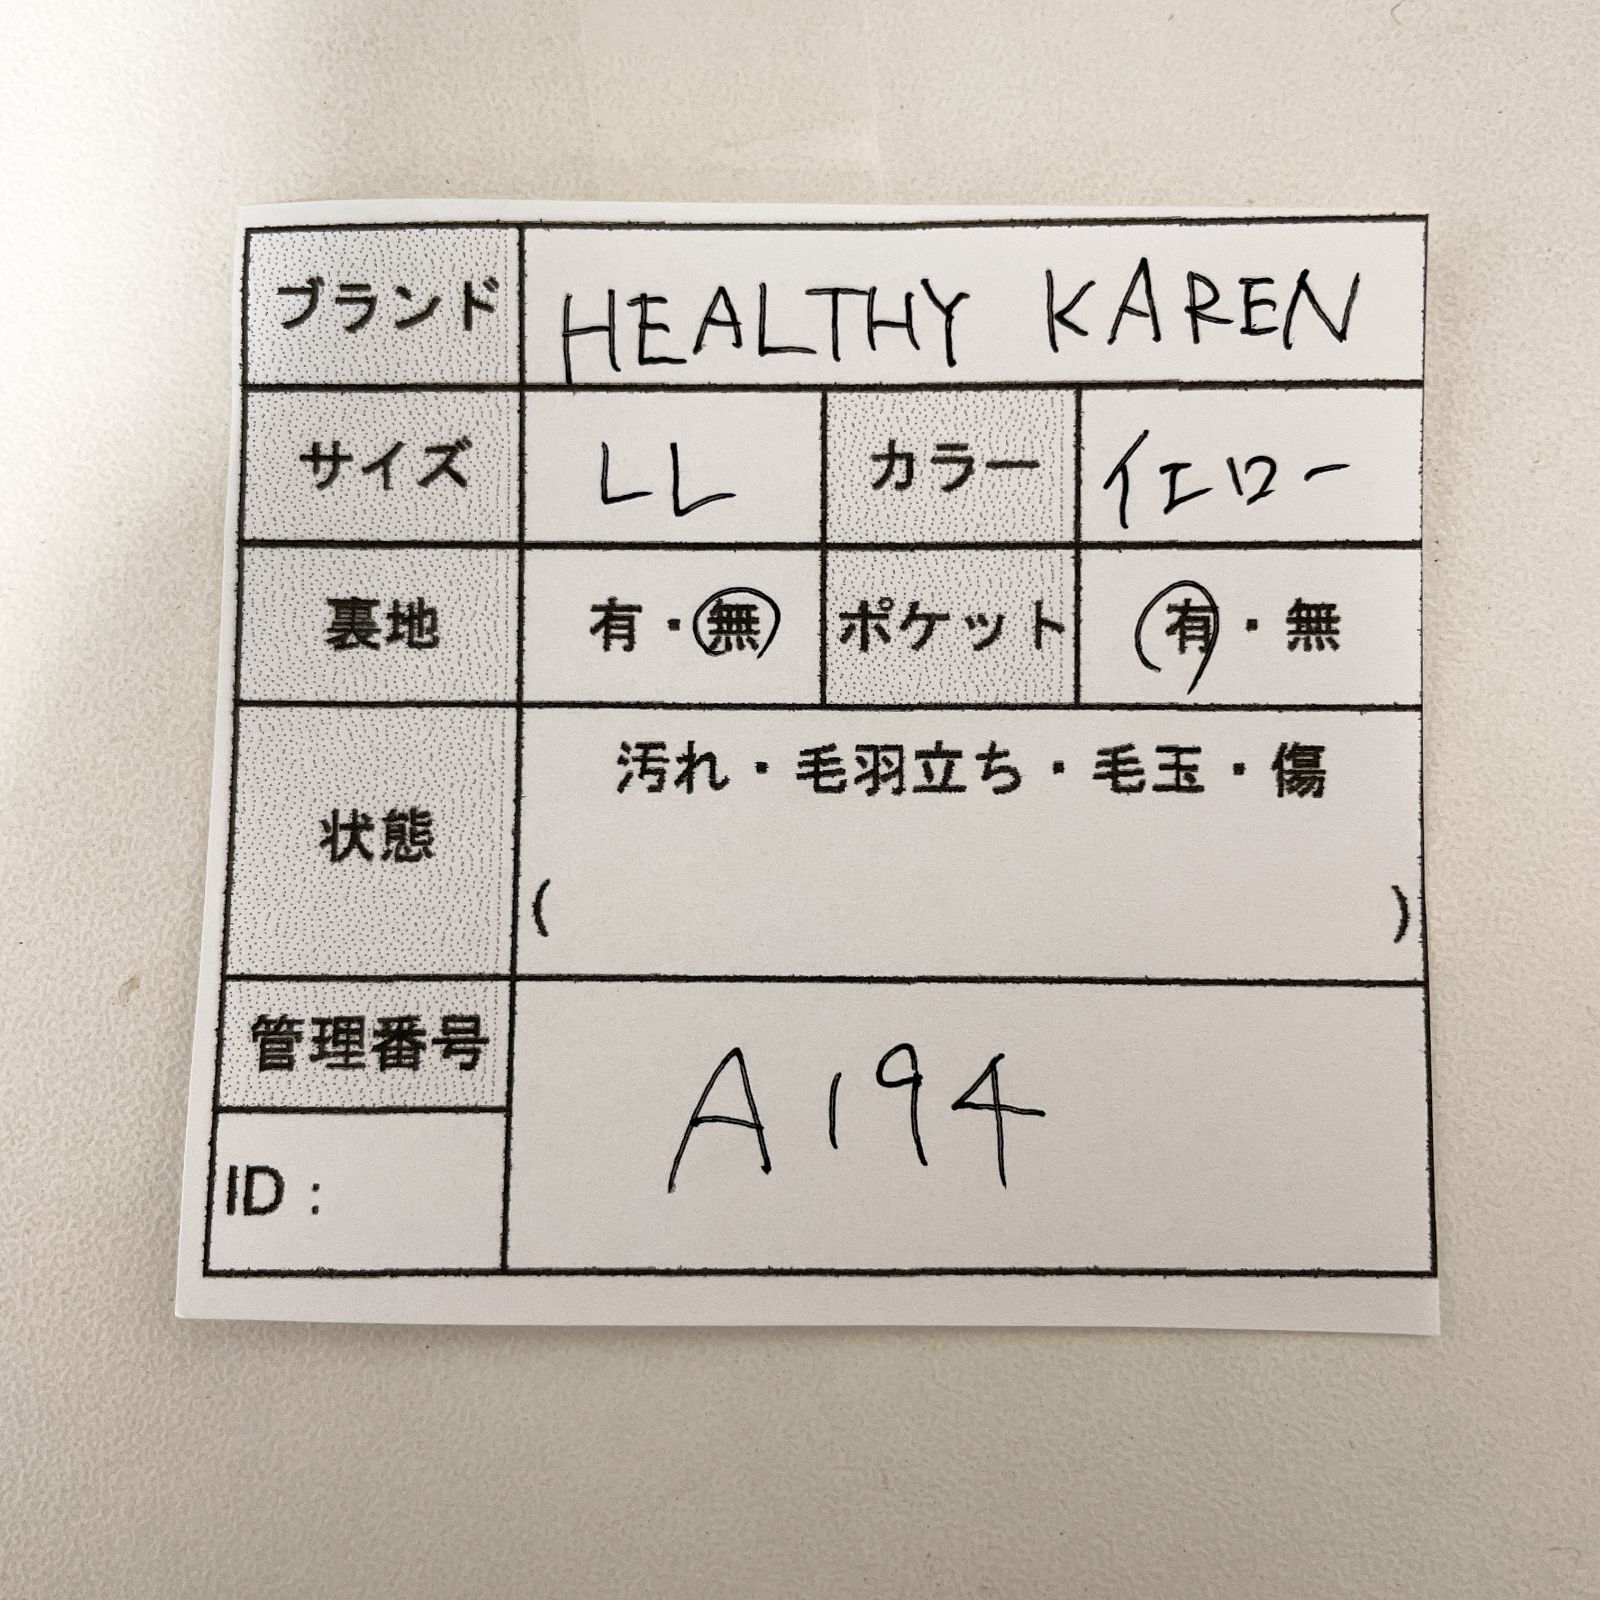 ブランド HEALTHY KAREN
サイズ LL カラー イエロー
裏地 有・無 ポケット 有・無
状態 汚れ・毛羽立ち・毛玉・傷
( )
管理番号 A194
ID：